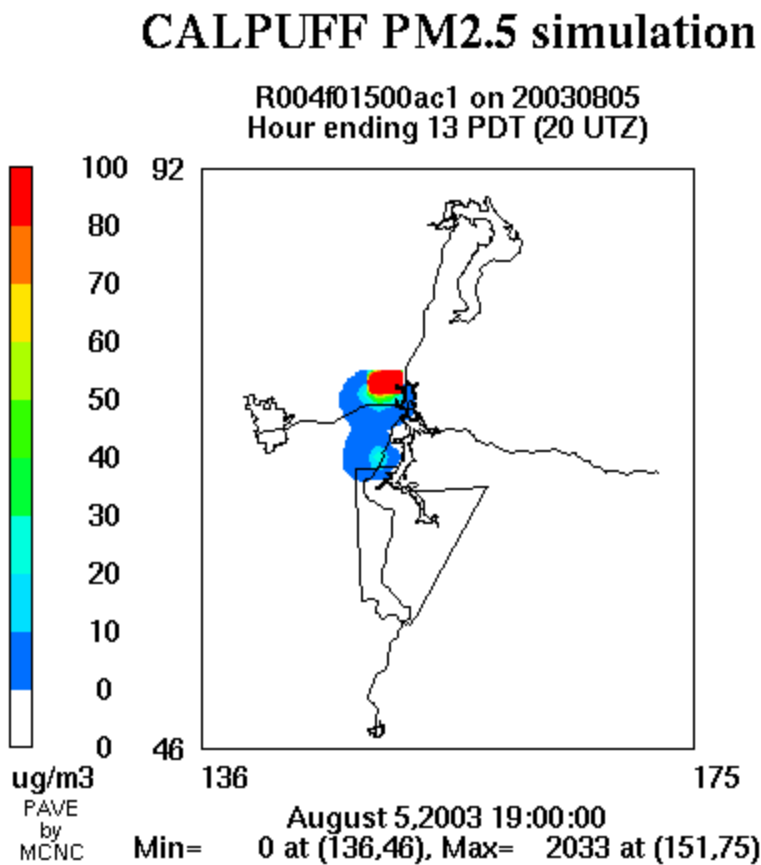 CALPUFF PM2.5 simulation
R004f01500ac1 on 20030805
Hour ending 13 PDT (20 UTZ)
100
80
70
60
50
40
30
20
10
0
0
ug/m3
PAVE
by
MCNC
92
46
136
175
August 5,2003 19:00:00
Min= 0 at (136,46), Max= 2033 at (151,75)